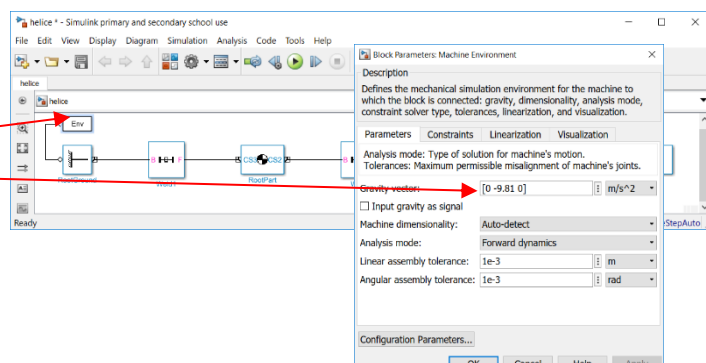 helice * - Simulink primary and secondary school use
File Edit View Display Diagram Simulation Analysis Code Tools Help
helice
helice
Env
B F
CS3 CS2
RootPart
B
Ready
StepAuto
Block Parameters: Machine Environment
Description
Defines the mechanical simulation environment for the machine to
which the block is connected: gravity, dimensionality, analysis mode,
constraint solver type, tolerances, linearization, and visualization.
Parameters Constraints Linearization Visualization
Analysis mode: Type of solution for machine's motion.
Tolerances: Maximum permissible misalignment of machine's joints.
Gravity vector: [0 -9.81 0] m/s^2
Input gravity as signal
Machine dimensionality: Auto-detect
Analysis mode: Forward dynamics
Linear assembly tolerance: 1e-3 m
Angular assembly tolerance: 1e-3 rad
Configuration Parameters...
OK Cancel Help Apply